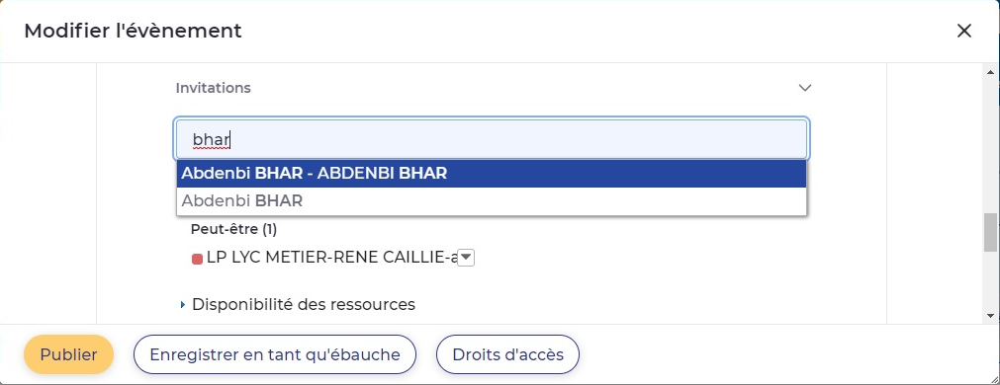 Modifier l'évènement
Invitations
bhar
Abdenbi BHAR - ABDENBI BHAR
Abdenbi BHAR
Peut-être (1)
LP LYC METIER-RENE CAILLIE-a
Disponibilité des ressources
Publier
Enregistrer en tant qu'ébauche
Droits d'accès